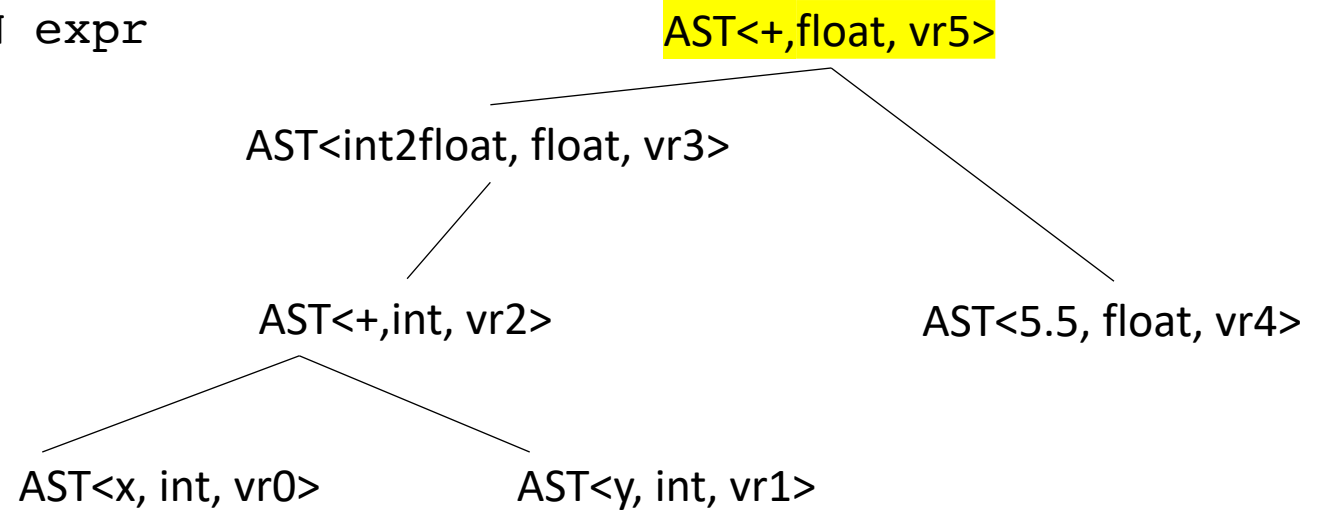 expr
AST<+,float, vr5>
AST<int2float, float, vr3>
AST<+,int, vr2>
AST<5.5, float, vr4>
AST<x, int, vr0>
AST<y, int, vr1>